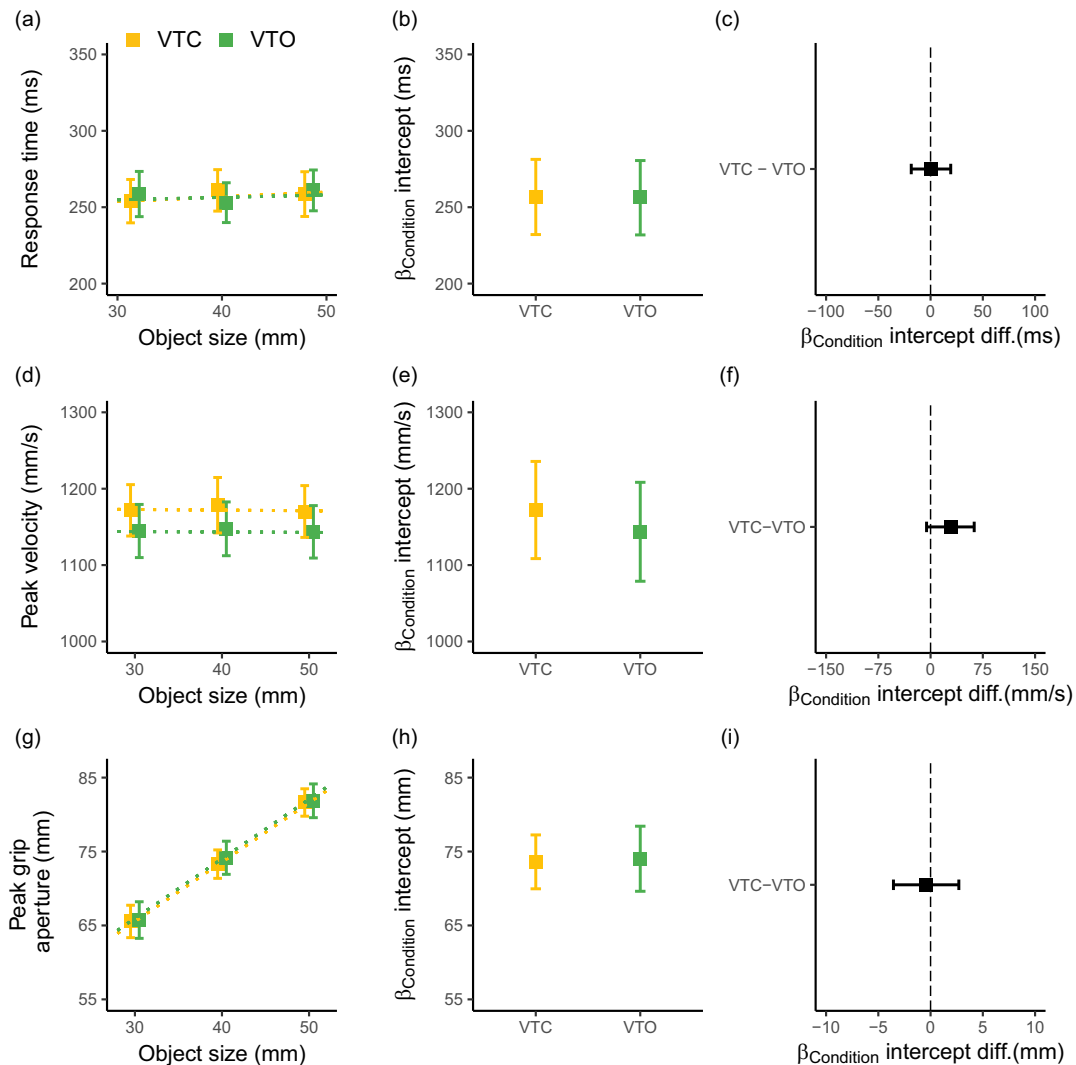 (a)
VTC VTO
Response time (ms)
350
300
250
200
30 40 50
Object size (mm)
(b)
βCondition intercept (ms)
350
300
250
200
VTC VTO
(c)
VTC − VTO
−100 −50 0 50 100
βCondition intercept diff.(ms)
(d)
Peak velocity (mm/s)
1300
1200
1100
1000
30 40 50
Object size (mm)
(e)
βCondition intercept (mm/s)
1300
1200
1100
1000
VTC VTO
(f)
VTC−VTO
−150 −75 0 75 150
βCondition intercept diff.(mm/s)
(g)
Peak grip
aperture (mm)
85
75
65
55
30 40 50
Object size (mm)
(h)
βCondition intercept (mm)
85
75
65
55
VTC VTO
(i)
VTC−VTO
−10 −5 0 5 10
βCondition intercept diff.(mm)